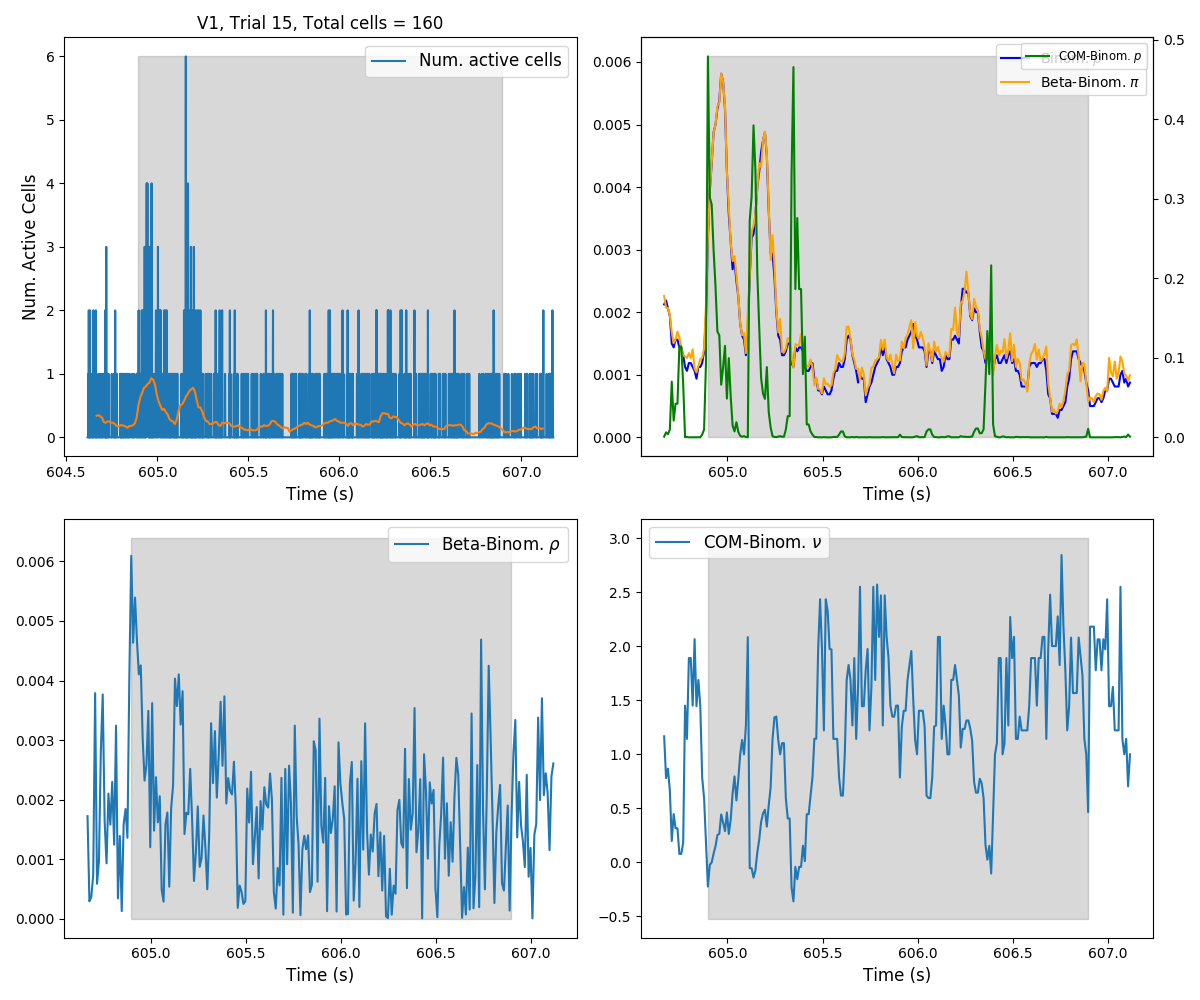 V1, Trial 15, Total cells = 160
Num. active cells
Num. Active Cells
6
5
4
3
2
1
0
604.5 605.0 605.5 606.0 606.5 607.0
Time (s)
COM-Binom. p
Beta-Binom. π
0.006
0.005
0.004
0.003
0.002
0.001
0.000
0.5
0.4
0.3
0.2
0.1
0.0
605.0 605.5 606.0 606.5 607.0
Time (s)
Beta-Binom. ρ
0.006
0.005
0.004
0.003
0.002
0.001
0.000
605.0 605.5 606.0 606.5 607.0
Time (s)
COM-Binom. ν
3.0
2.5
2.0
1.5
1.0
0.5
0.0
−0.5
605.0 605.5 606.0 606.5 607.0
Time (s)